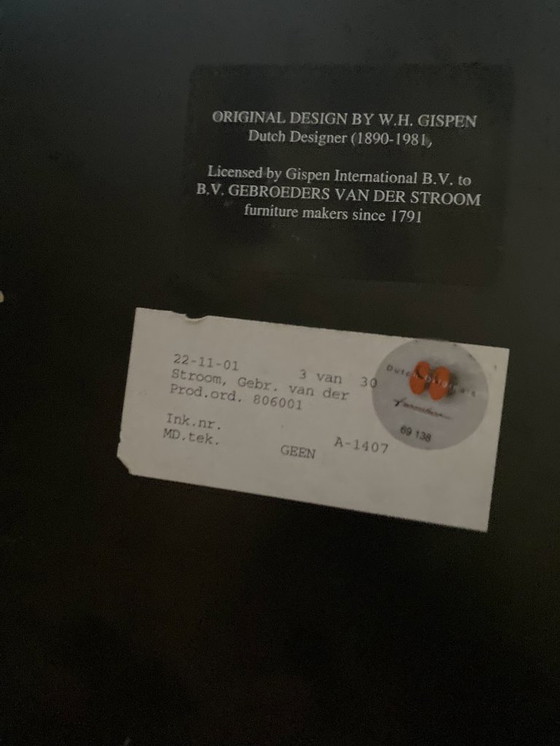 ORIGINAL DESIGN BY W.H. GISPEN
Dutch Designer (1890-1981)
Licensed by Gispen International B.V. to
B.V. GEBROEDERS VAN DER STROOM
furniture makers since 1791
22-11-01 3 van 30
Stroom, Gebr. van der
Prod.ord. 806001
Ink.nr. A-1407
MD.tek. GEEN
Dutch
69 138